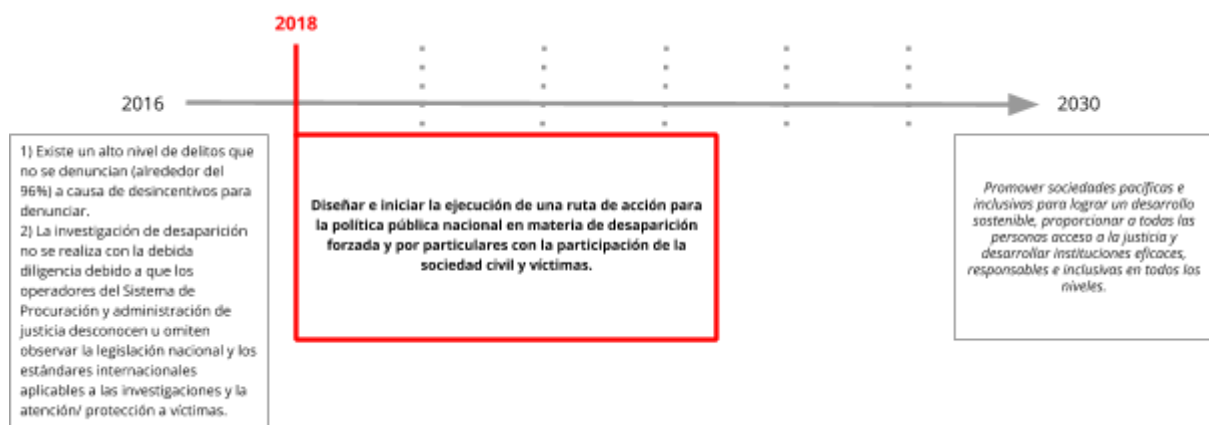 2018
2016
2030
1) Existe un alto nivel de delitos que
no se denuncian (alrededor del
96%) a causa de desincentivos para
denunciar.
2) La investigación de desaparición
no se realiza con la debida
diligencia debido a que los
operadores del Sistema de
Procuración y administración de
justicia desconocen u omiten
observar la legislación nacional y los
estándares internacionales
aplicables a las investigaciones y la
atención/ protección a víctimas.
Diseñar e iniciar la ejecución de una ruta de acción para
la política pública nacional en materia de desaparición
forzada y por particulares con la participación de la
sociedad civil y víctimas.
Promover sociedades pacíficas e
inclusivas para lograr un desarrollo
sostenible, proporcionar a todas las
personas acceso a la justicia y
desarrollar instituciones eficaces,
responsables e inclusivas en todos los
niveles.